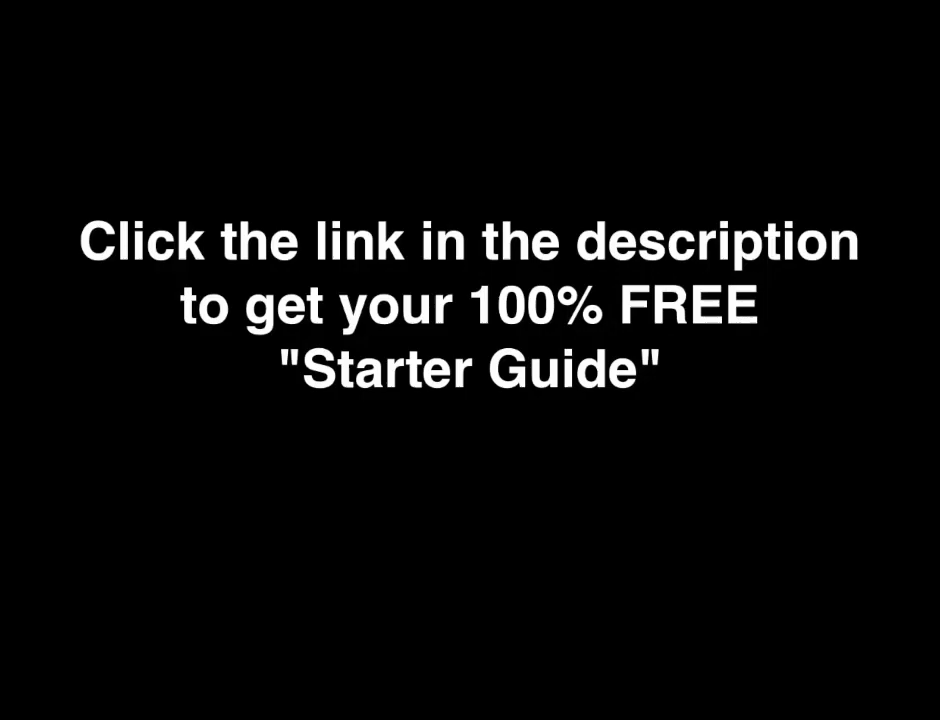 Click the link in the description
to get your 100% FREE
"Starter Guide"